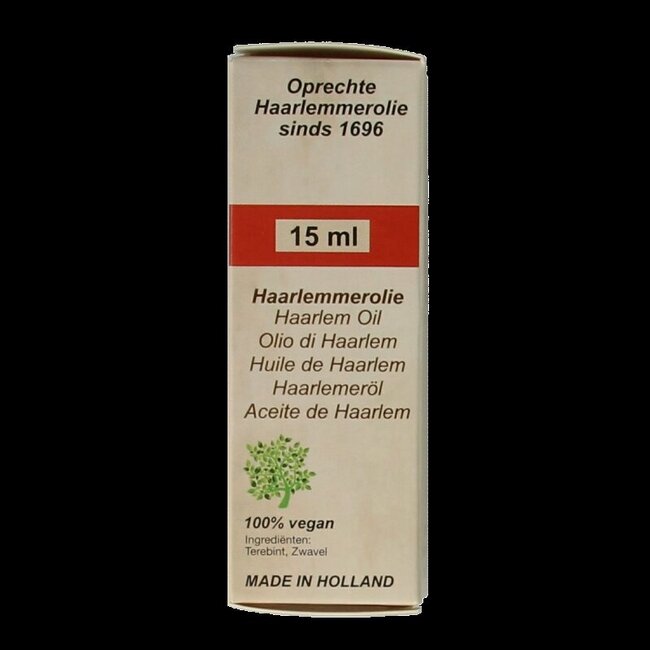 Oprechte
Haarlemmerolie
sinds 1696
15 ml
Haarlemmerolie
Haarlem Oil
Olio di Haarlem
Huile de Haarlem
Haarlemeröl
Aceite de Haarlem
100% vegan
Ingrediënten:
Terebint, Zwavel
MADE IN HOLLAND